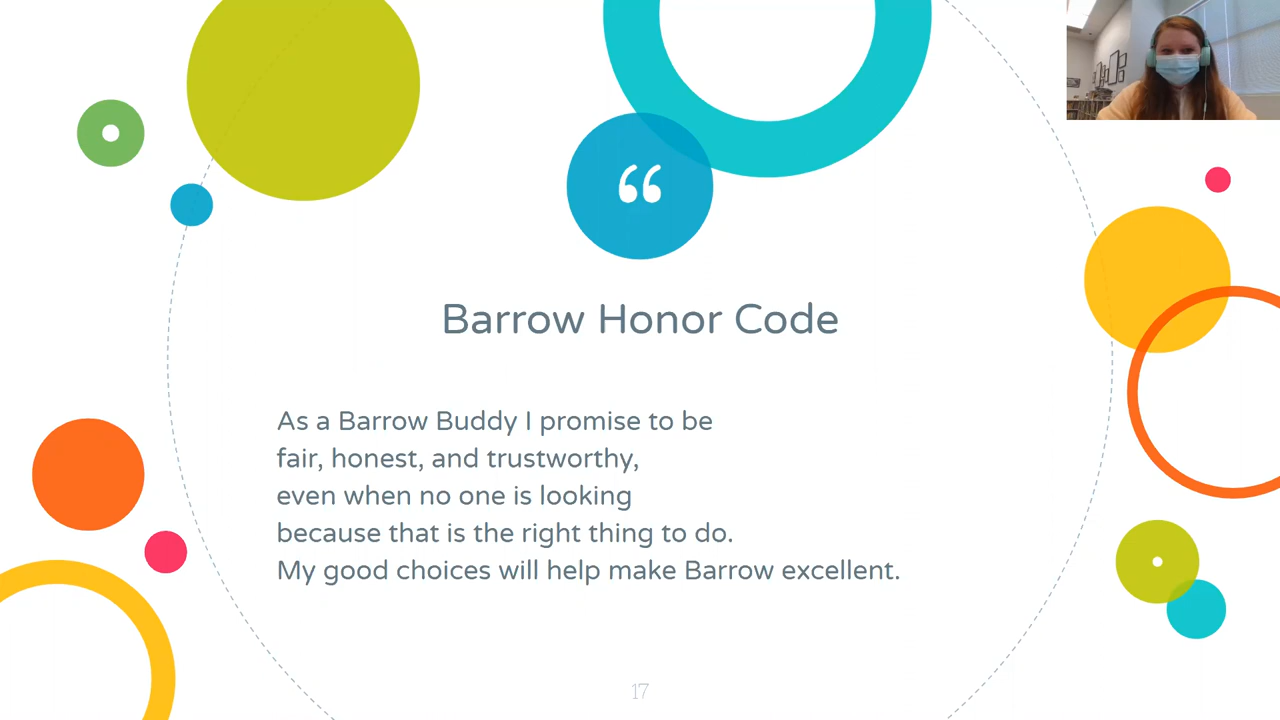 “
Barrow Honor Code
As a Barrow Buddy I promise to be
fair, honest, and trustworthy,
even when no one is looking
because that is the right thing to do.
My good choices will help make Barrow excellent.
17